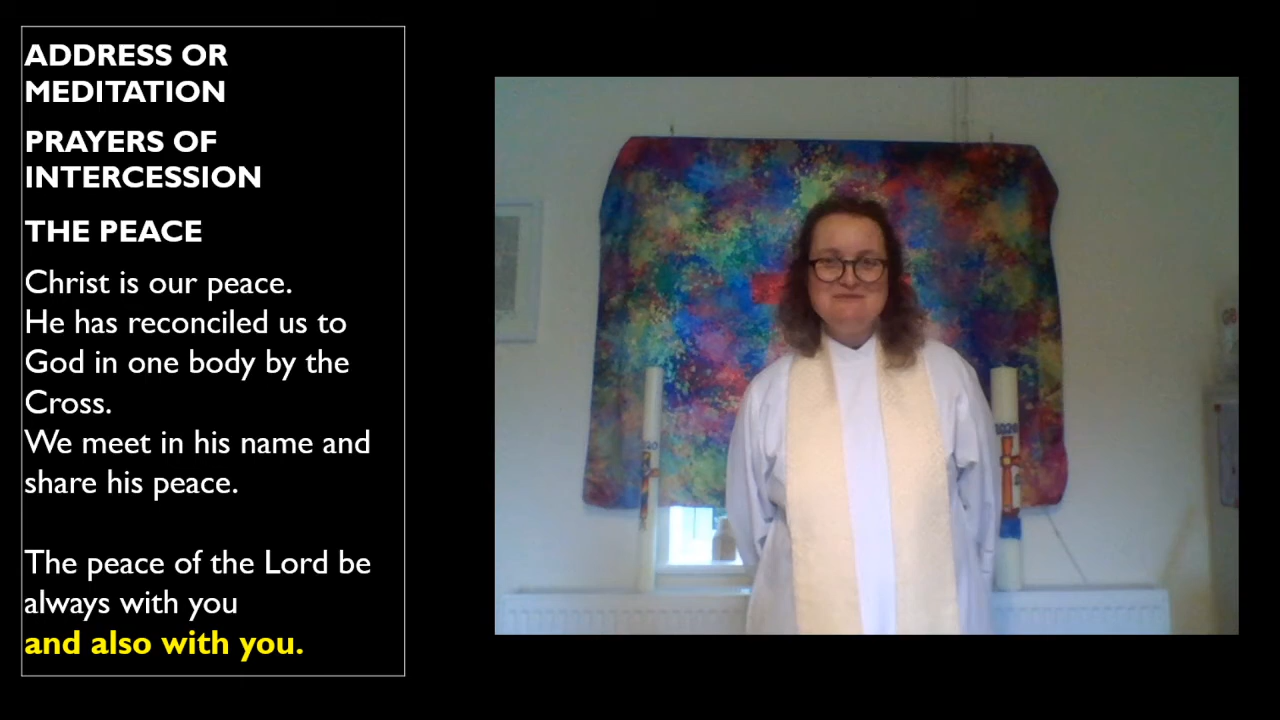 ADDRESS OR
MEDITATION
PRAYERS OF
INTERCESSION
THE PEACE
Christ is our peace.
He has reconciled us to
God in one body by the
Cross.
We meet in his name and
share his peace.
The peace of the Lord be
always with you
and also with you.